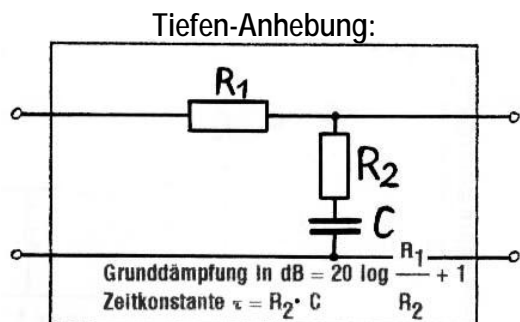 Tiefen-Anhebung:
R1
R2
C
Grunddämpfung in dB = 20 log R1/R2 + 1
Zeitkonstante τ = R2 · C